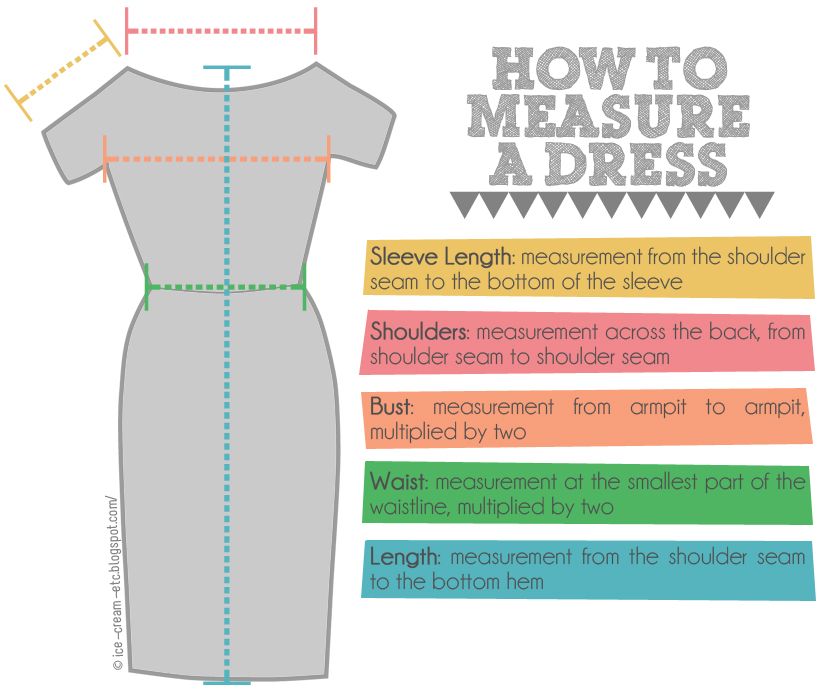 HOW TO
MEASURE
A DRESS
Sleeve Length: measurement from the shoulder
seam to the bottom of the sleeve
Shoulders: measurement across the back, from
shoulder seam to shoulder seam
Bust: measurement from armpit to armpit,
multiplied by two
Waist: measurement at the smallest part of the
waistline, multiplied by two
Length: measurement from the shoulder seam
to the bottom hem
© ice-cream-etc.blogspot.com/